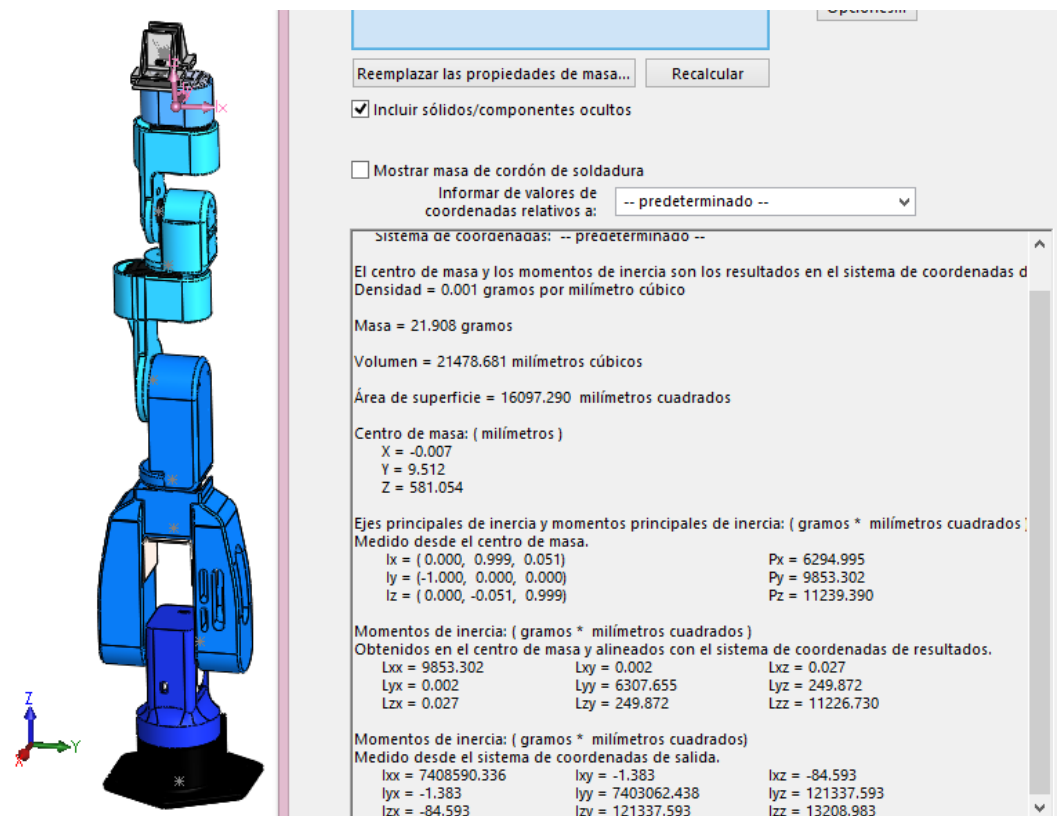 Opciones...
Reemplazar las propiedades de masa...
Recalcular
Incluir sólidos/componentes ocultos
Mostrar masa de cordón de soldadura
Informar de valores de
coordenadas relativos a:
-- predeterminado --
Sistema de coordenadas: -- predeterminado --
El centro de masa y los momentos de inercia son los resultados en el sistema de coordenadas d
Densidad = 0.001 gramos por milímetro cúbico
Masa = 21.908 gramos
Volumen = 21478.681 milímetros cúbicos
Área de superficie = 16097.290 milímetros cuadrados
Centro de masa: ( milímetros )
X = -0.007
Y = 9.512
Z = 581.054
Ejes principales de inercia y momentos principales de inercia: ( gramos * milímetros cuadrados )
Medido desde el centro de masa.
Ix = ( 0.000, 0.999, 0.051) Px = 6294.995
Iy = (-1.000, 0.000, 0.000) Py = 9853.302
Iz = ( 0.000, -0.051, 0.999) Pz = 11239.390
Momentos de inercia: ( gramos * milímetros cuadrados )
Obtenidos en el centro de masa y alineados con el sistema de coordenadas de resultados.
Lxx = 9853.302 Lxy = 0.002 Lxz = 0.027
Lyx = 0.002 Lyy = 6307.655 Lyz = 249.872
Lzx = 0.027 Lzy = 249.872 Lzz = 11226.730
Momentos de inercia: ( gramos * milímetros cuadrados)
Medido desde el sistema de coordenadas de salida.
Ixx = 7408590.336 Ixy = -1.383 Ixz = -84.593
Iyx = -1.383 Iyy = 7403062.438 Iyz = 121337.593
Izx = -84.593 Izy = 121337.593 Izz = 13208.983
Ix
Z
Y
X